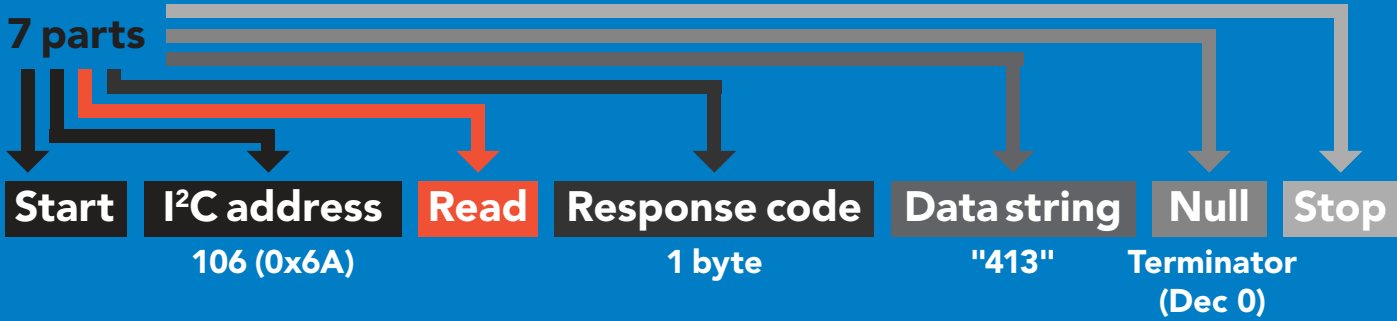 7 parts
Start I²C address Read Response code Data string Null Stop
106 (0x6A) 1 byte "413" Terminator
(Dec 0)